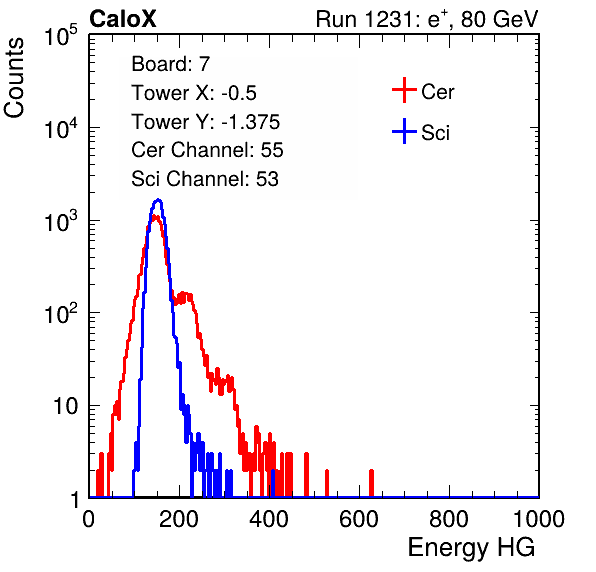 CaloX Run 1231: e⁺, 80 GeV
Board: 7
Tower X: -0.5
Tower Y: -1.375
Cer Channel: 55
Sci Channel: 53
Cer
Sci
Counts
10⁵
10⁴
10³
10²
10
1
0 200 400 600 800 1000
Energy HG